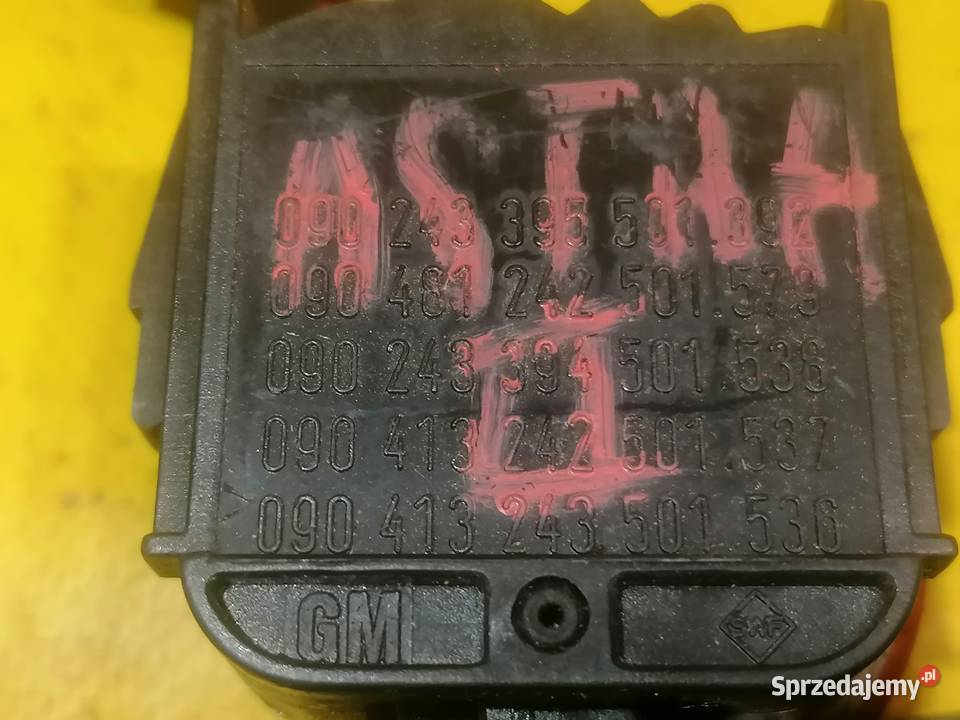 ASTRA
II
090 243 395 501.392
090 481 242 501.579
090 243 394 501.536
090 413 242 501.537
090 413 243 501 536
GM
SWF
Sprzedajemy.pl